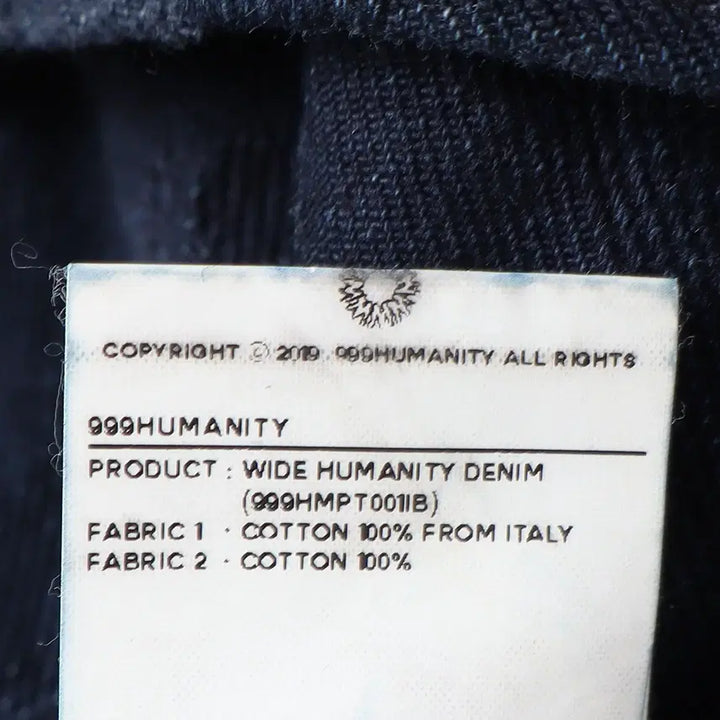 COPYRIGHT © 2019 999HUMANITY ALL RIGHTS
999HUMANITY
PRODUCT : WIDE HUMANITY DENIM
(999HMPT001IB)
FABRIC 1 · COTTON 100% FROM ITALY
FABRIC 2 · COTTON 100%